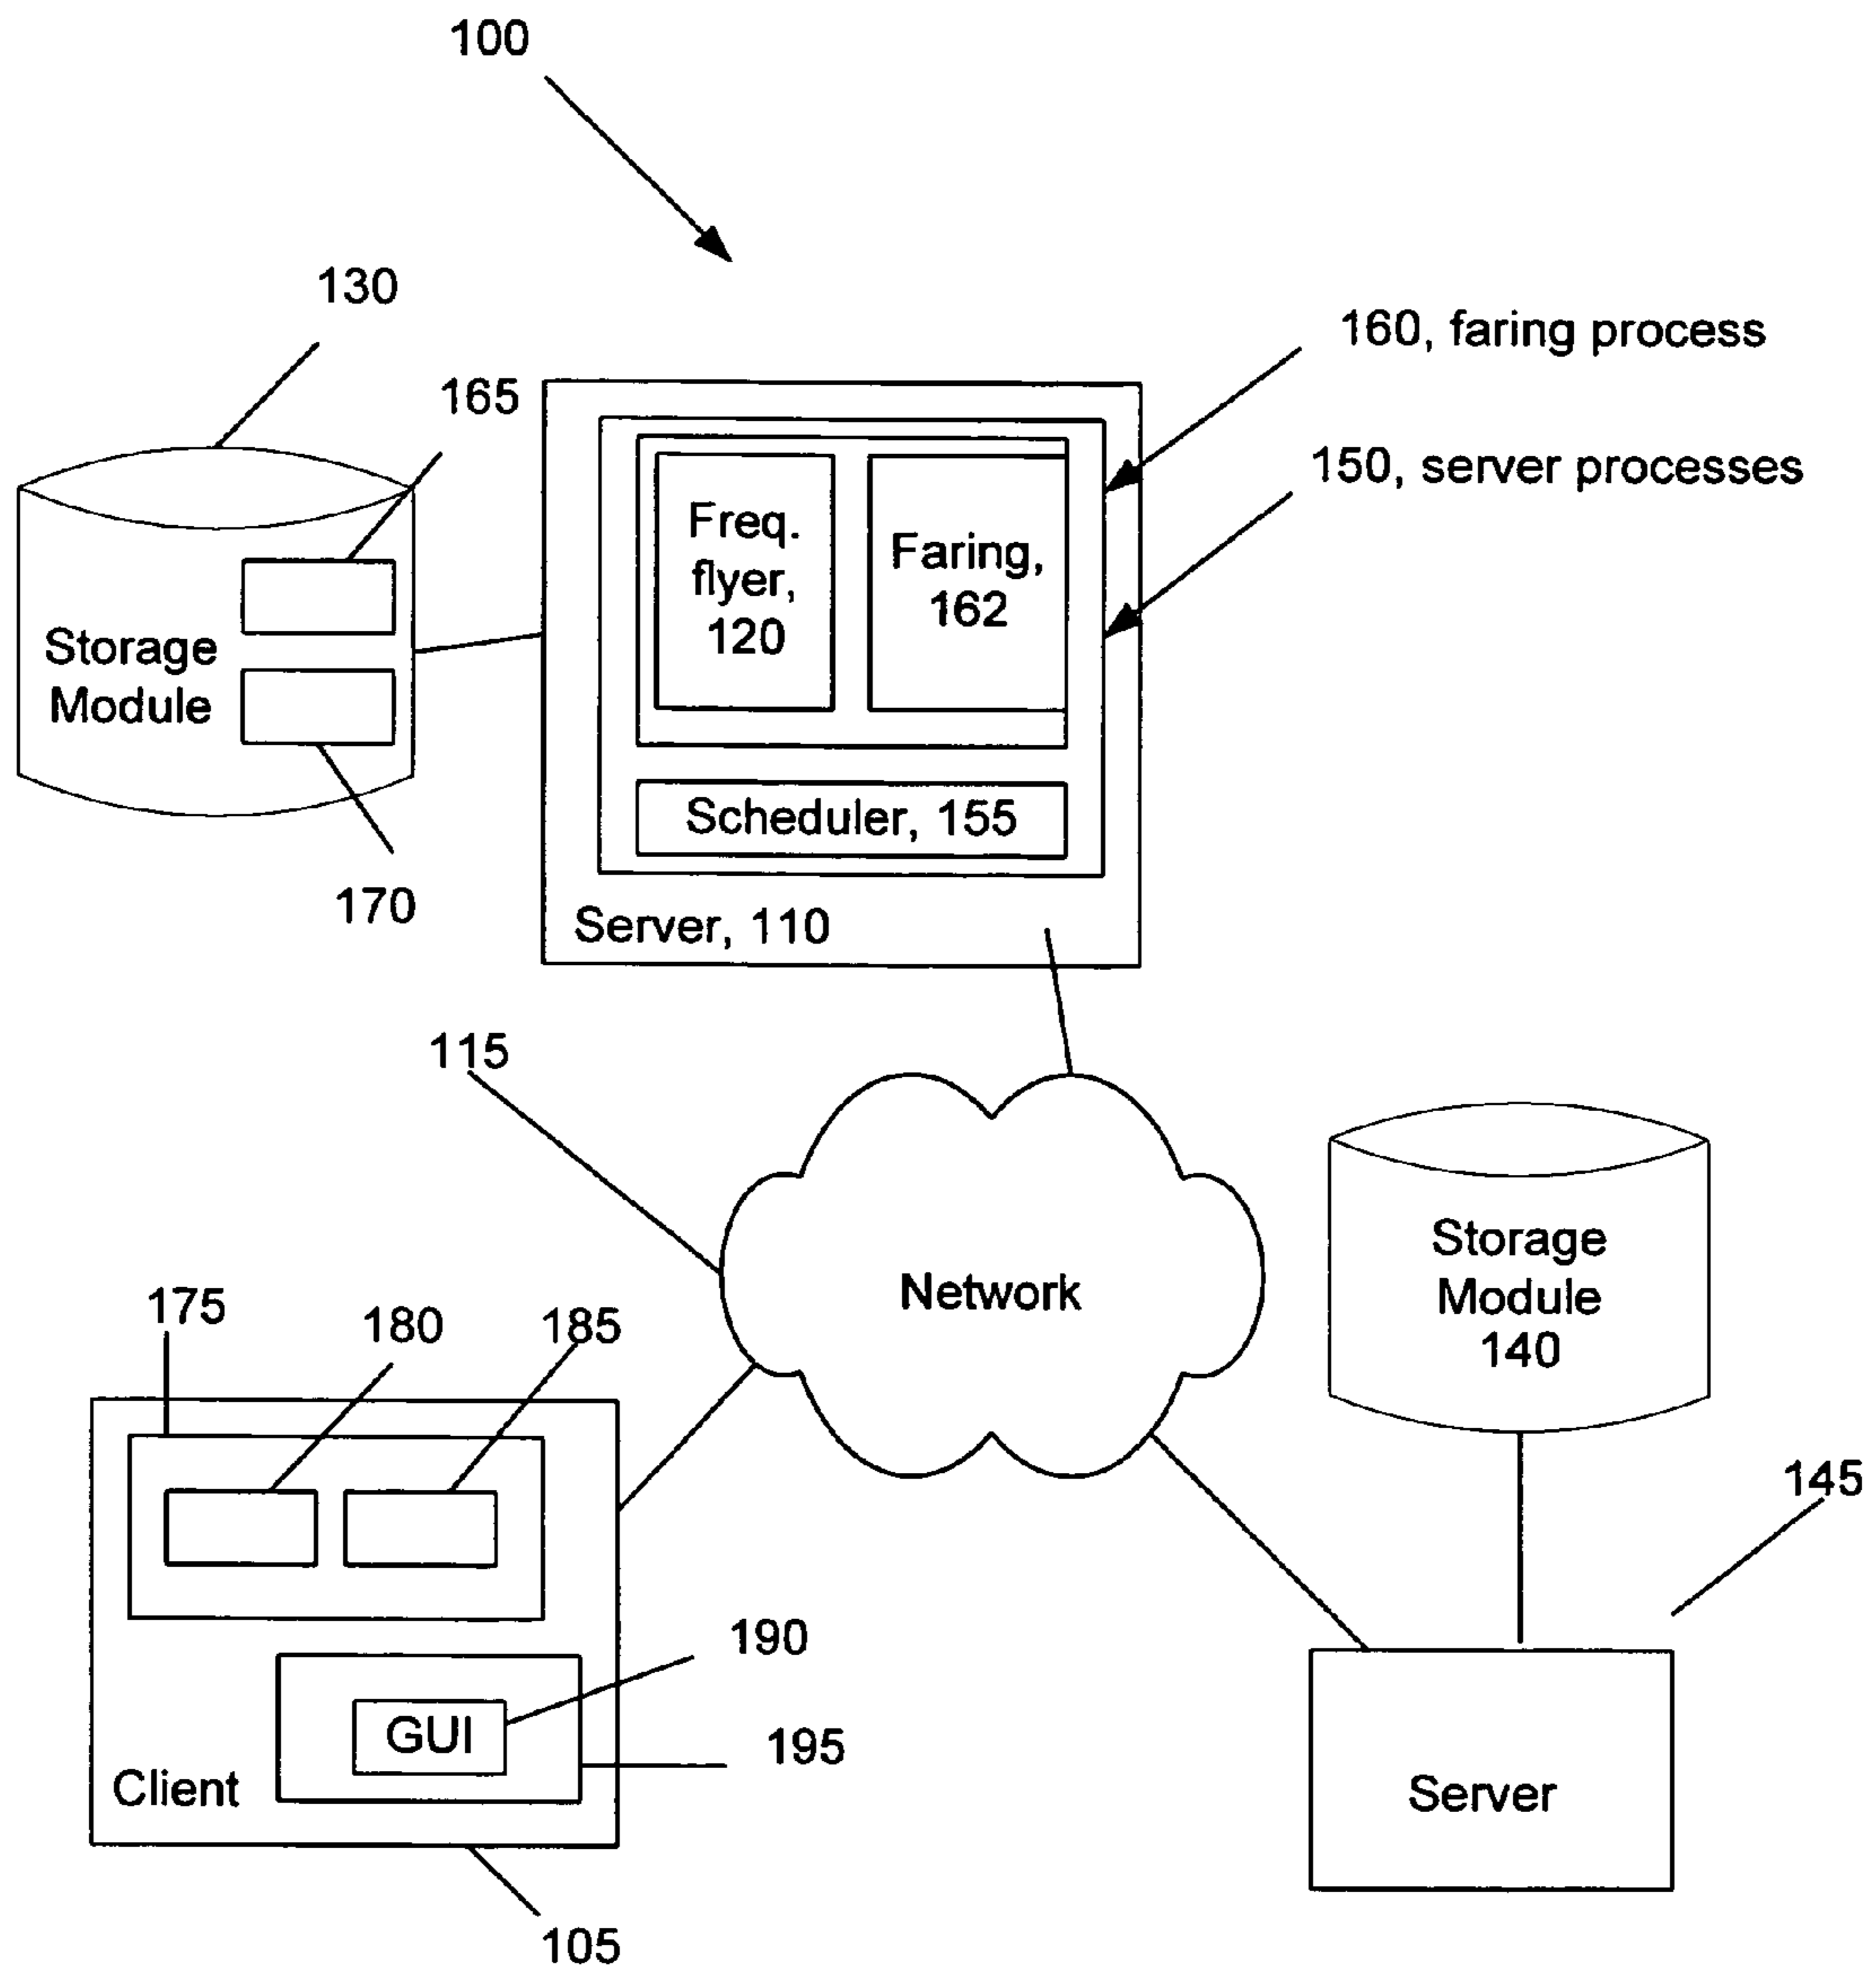 100
130
160, faring process
165
150, server processes
Freq.
flyer,
120
Faring,
162
Storage
Module
Scheduler, 155
170
Server, 110
115
Storage
Module
140
Network
175
180
185
145
190
GUI
195
Client
Server
105